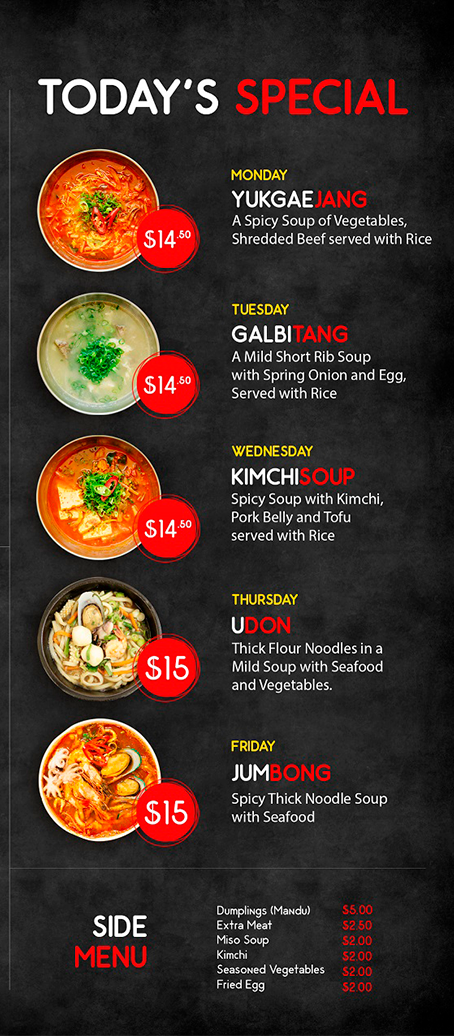 TODAY'S SPECIAL
MONDAY
YUKGAEJANG
A Spicy Soup of Vegetables,
Shredded Beef served with Rice
$14.50
TUESDAY
GALBITANG
A Mild Short Rib Soup
with Spring Onion and Egg,
Served with Rice
$14.50
WEDNESDAY
KIMCHISOUP
Spicy Soup with Kimchi,
Pork Belly and Tofu
served with Rice
$14.50
THURSDAY
UDON
Thick Flour Noodles in a
Mild Soup with Seafood
and Vegetables.
$15
FRIDAY
JUMBONG
Spicy Thick Noodle Soup
with Seafood
$15
SIDE
MENU
Dumplings (Mandu) $5.00
Extra Meat $2.50
Miso Soup $2.00
Kimchi $2.00
Seasoned Vegetables $2.00
Fried Egg $2.00